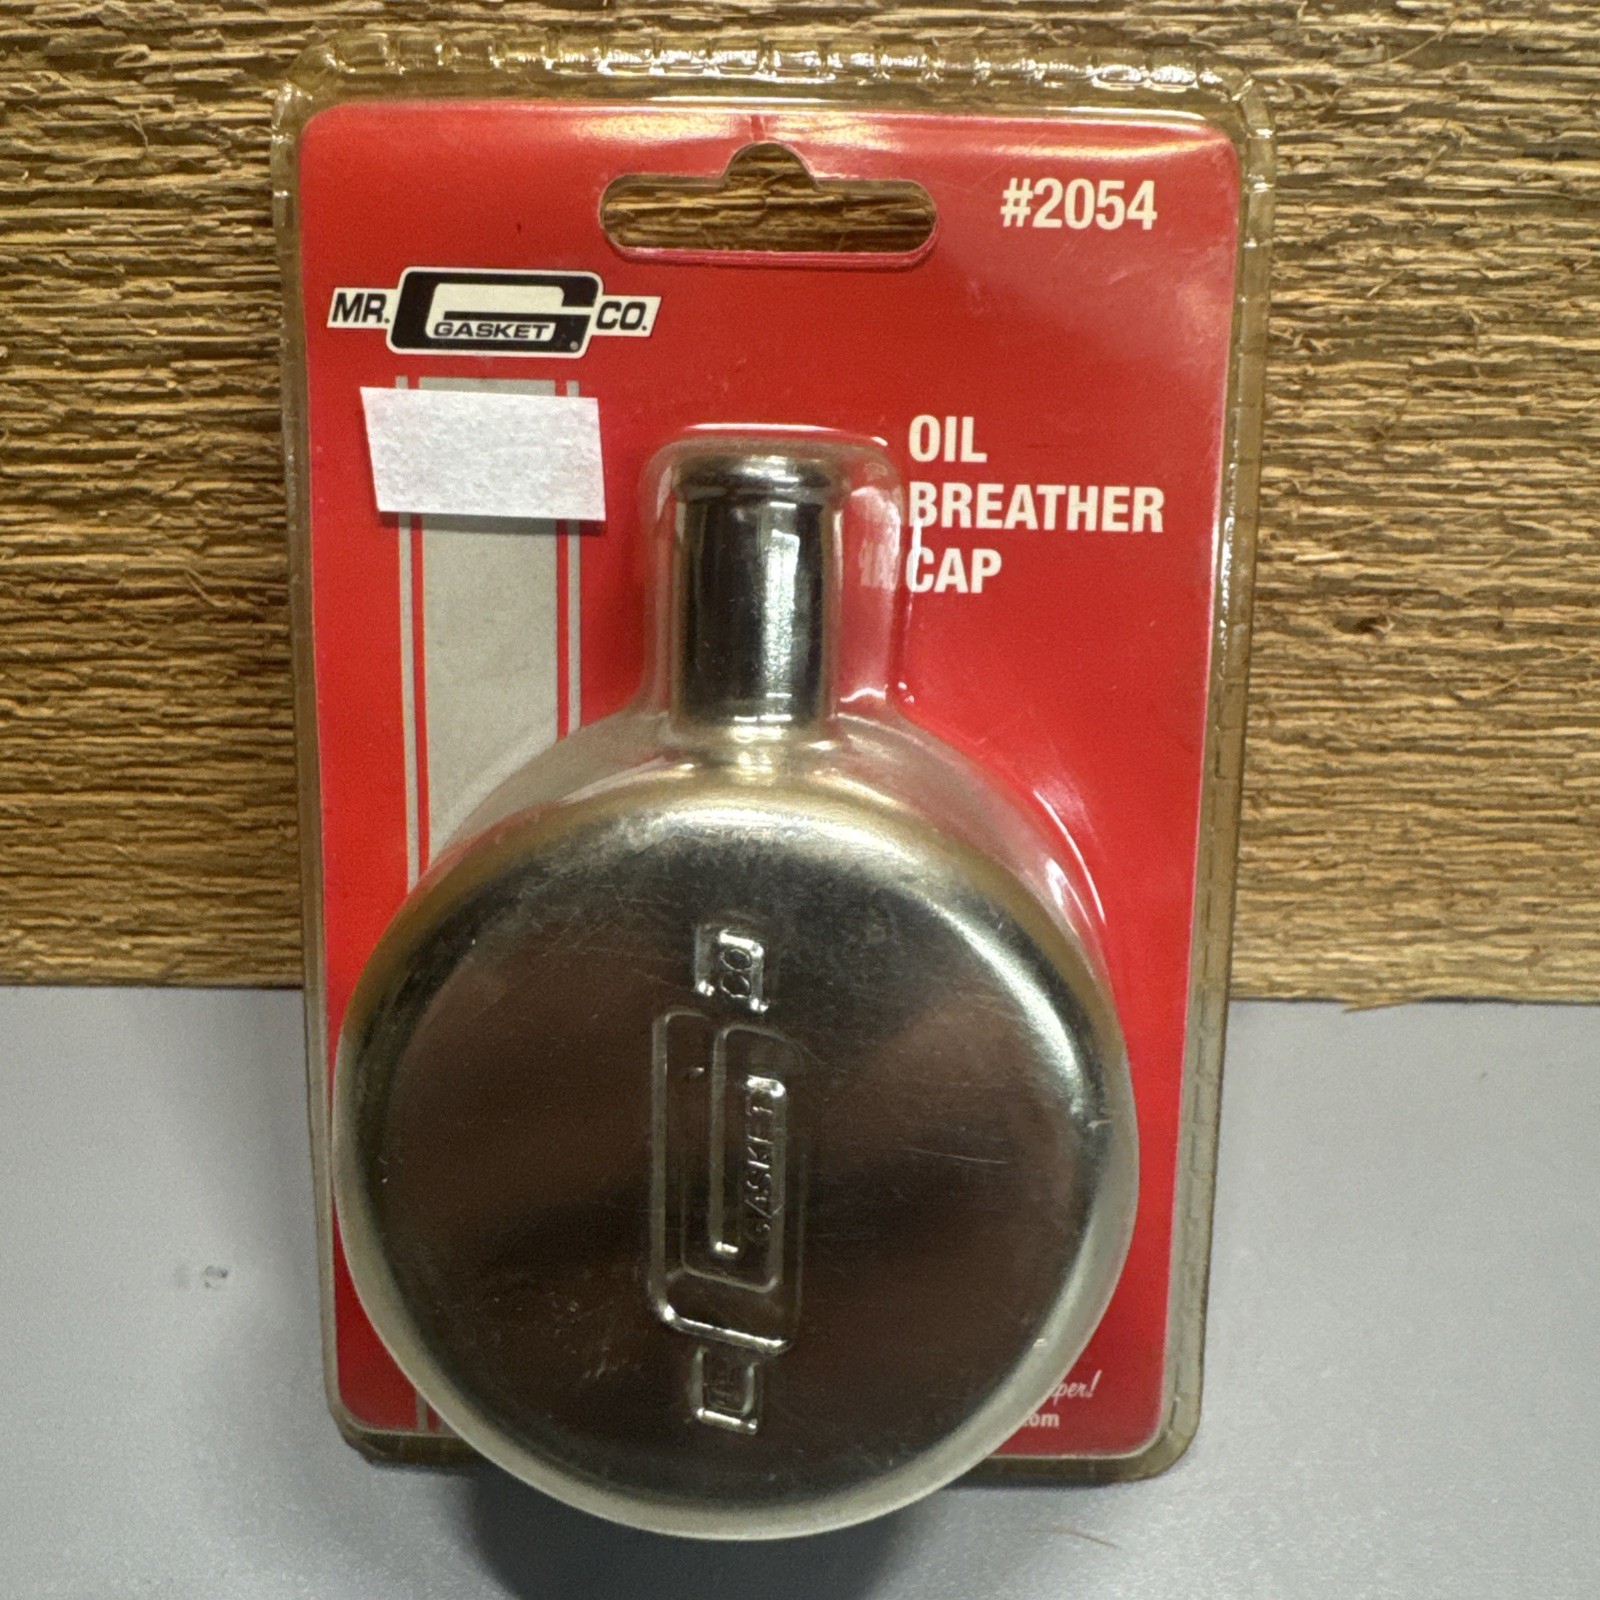 #2054
MR. GASKET CO.
OIL
BREATHER
CAP
CO
GASKET